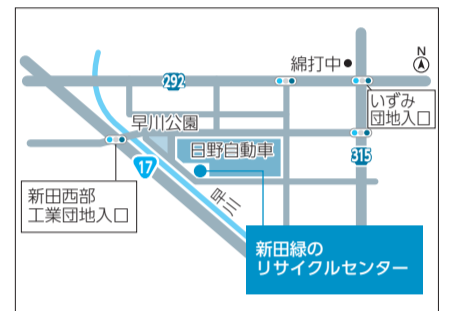 N
綿打中
292
いずみ
団地入口
早川公園
日野自動車
315
17
新田西部
工業団地入口
早川
新田緑の
リサイクルセンター